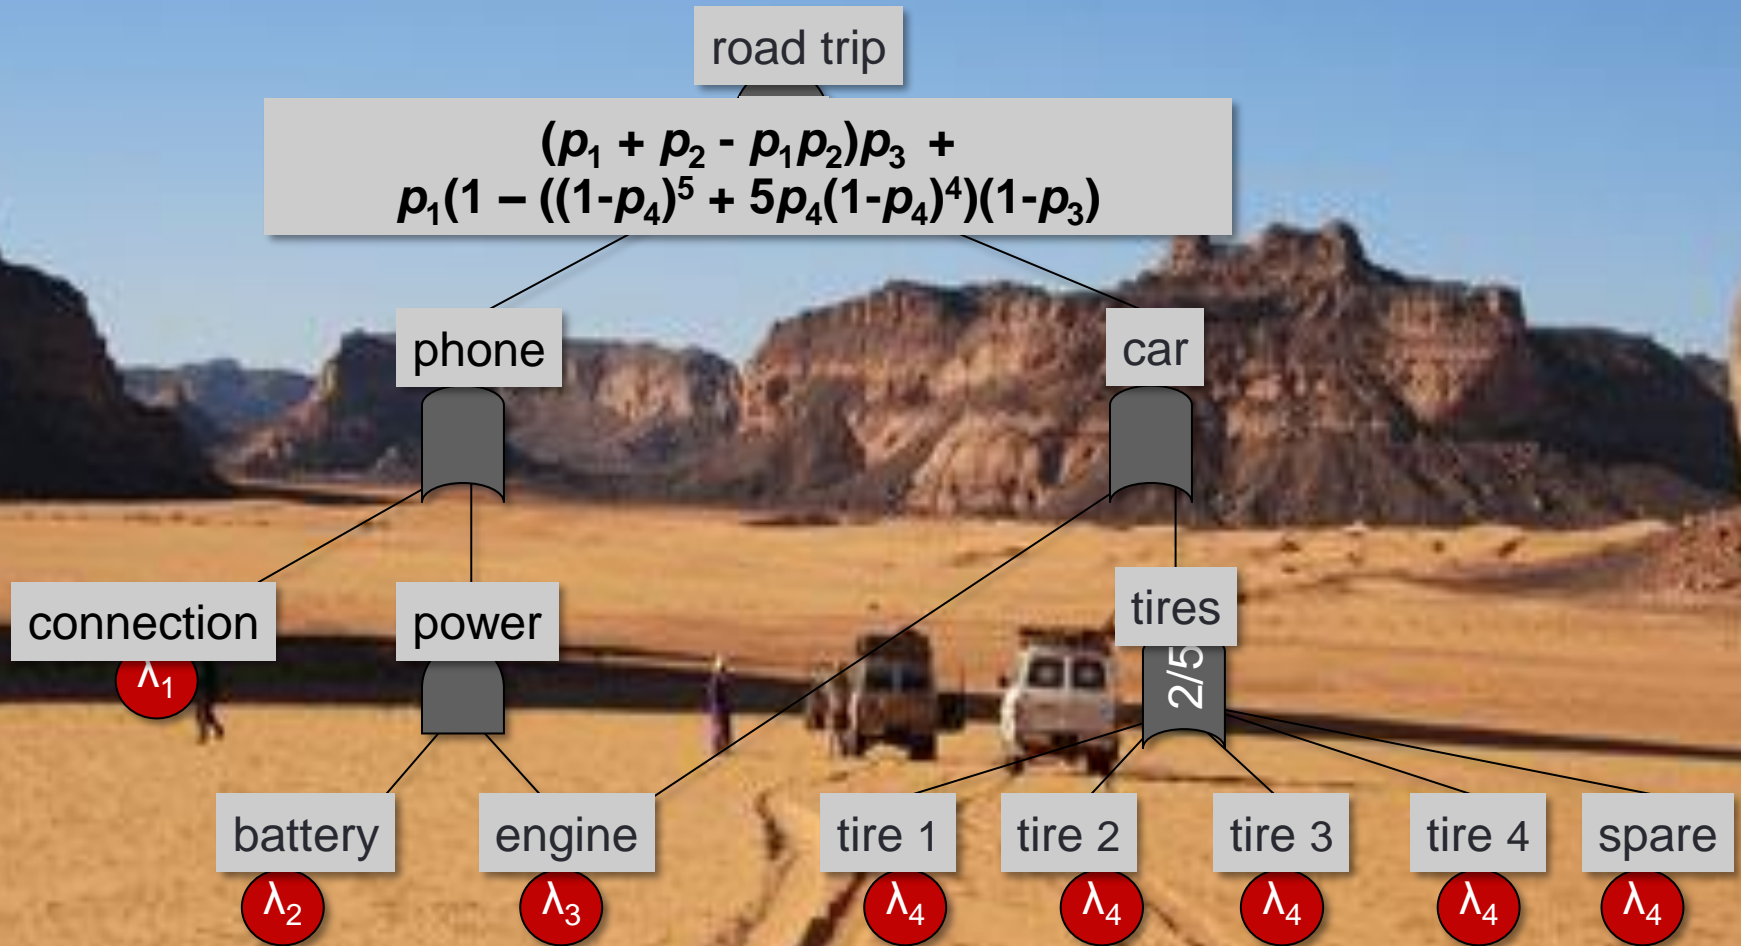 road trip
(p₁ + p₂ - p₁p₂)p₃ +
p₁(1 – ((1-p₄)⁵ + 5p₄(1-p₄)⁴)(1-p₃)
phone
car
connection
power
tires
λ₁
2/5
battery
engine
tire 1
tire 2
tire 3
tire 4
spare
λ₂
λ₃
λ₄
λ₄
λ₄
λ₄
λ₄